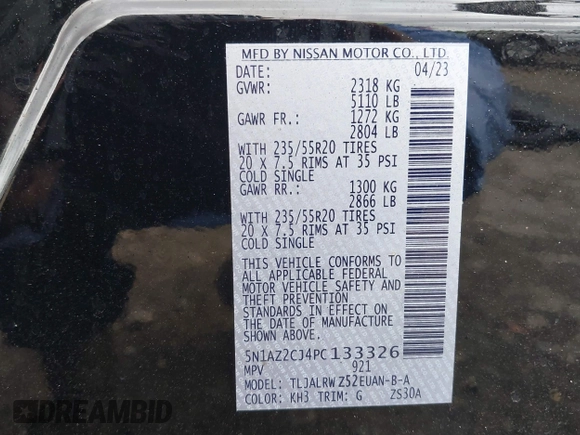 MFD BY NISSAN MOTOR CO., LTD.
DATE: 04/23
GVWR: 2318 KG
5110 LB
GAWR FR.: 1272 KG
2804 LB
WITH 235/55R20 TIRES
20 X 7.5 RIMS AT 35 PSI
COLD SINGLE
GAWR RR.: 1300 KG
2866 LB
WITH 235/55R20 TIRES
20 X 7.5 RIMS AT 35 PSI
COLD SINGLE
THIS VEHICLE CONFORMS TO
ALL APPLICABLE FEDERAL
MOTOR VEHICLE SAFETY AND
THEFT PREVENTION
STANDARDS IN EFFECT ON
THE DATE OF MANUFACTURE
SHOWN ABOVE.
5N1AZ2CJ4PC133326
MPV 921
MODEL: TLJALRWZ52EUAN-B-A
COLOR: KH3 TRIM: G ZS30A
DREAMBID